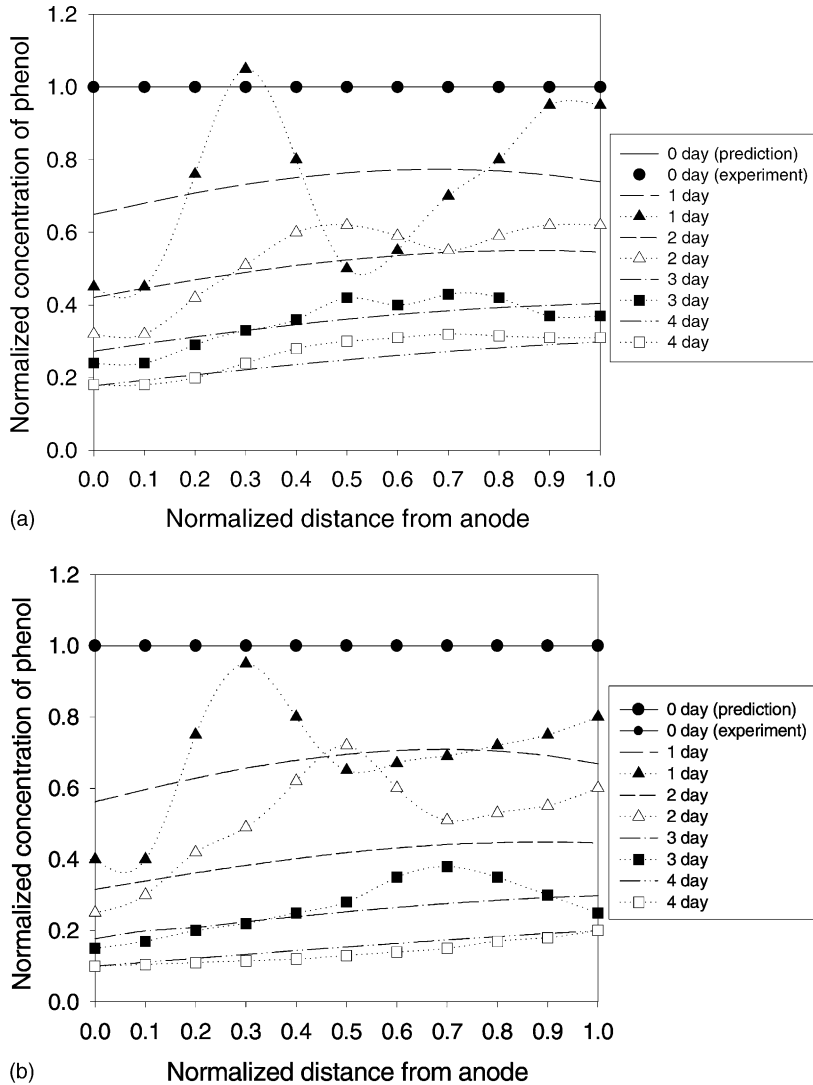 1.2
1.0
0.8
0.6
0.4
0.2
0.0
Normalized concentration of phenol
0.0 0.1 0.2 0.3 0.4 0.5 0.6 0.7 0.8 0.9 1.0
Normalized distance from anode
(a)
0 day (prediction)
0 day (experiment)
1 day
1 day
2 day
2 day
3 day
3 day
4 day
4 day
1.2
1.0
0.8
0.6
0.4
0.2
0.0
Normalized concentration of phenol
0.0 0.1 0.2 0.3 0.4 0.5 0.6 0.7 0.8 0.9 1.0
Normalized distance from anode
(b)
0 day (prediction)
0 day (experiment)
1 day
1 day
2 day
2 day
3 day
3 day
4 day
4 day